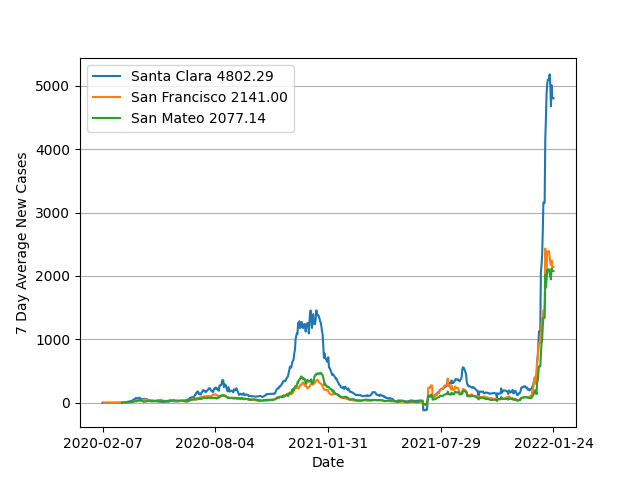 Santa Clara 4802.29
San Francisco 2141.00
San Mateo 2077.14
7 Day Average New Cases
5000
4000
3000
2000
1000
0
2020-02-07 2020-08-04 2021-01-31 2021-07-29 2022-01-24
Date